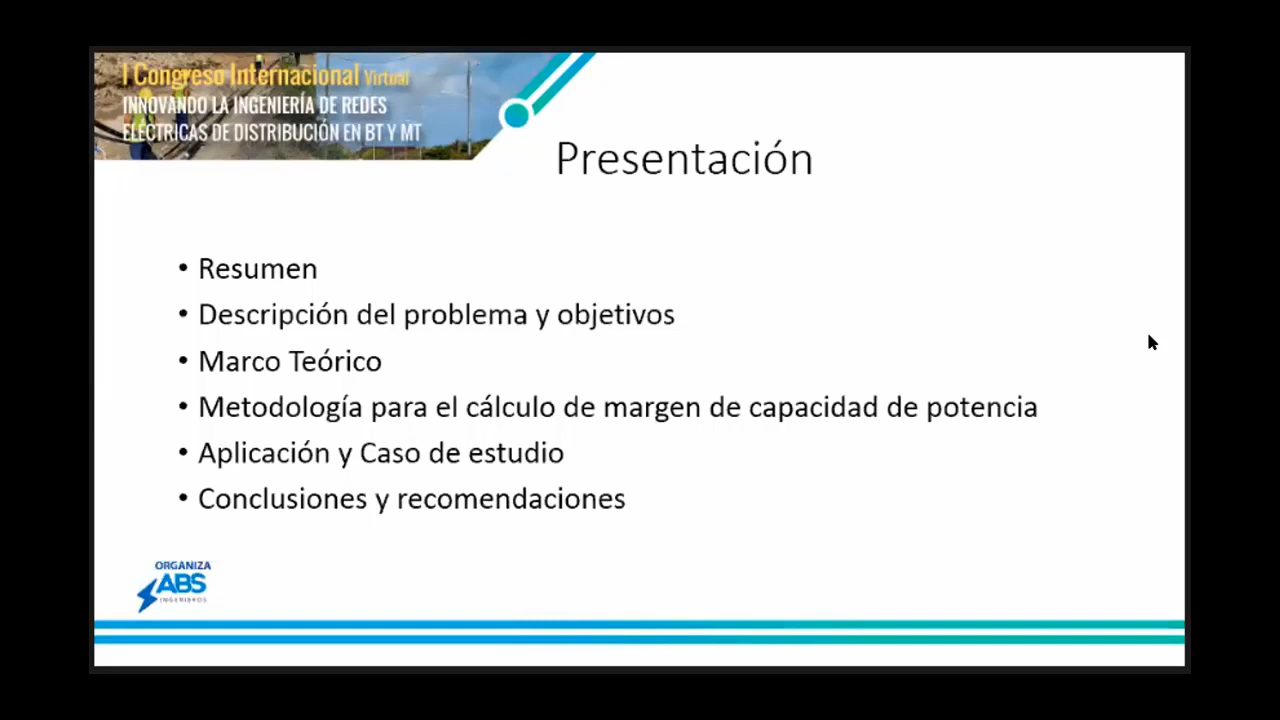 I Congreso Internacional Virtual
INNOVANDO LA INGENIERÍA DE REDES
ELÉCTRICAS DE DISTRIBUCIÓN EN BT Y MT
Presentación
• Resumen
• Descripción del problema y objetivos
• Marco Teórico
• Metodología para el cálculo de margen de capacidad de potencia
• Aplicación y Caso de estudio
• Conclusiones y recomendaciones
ORGANIZA
ABS
INGENIEROS